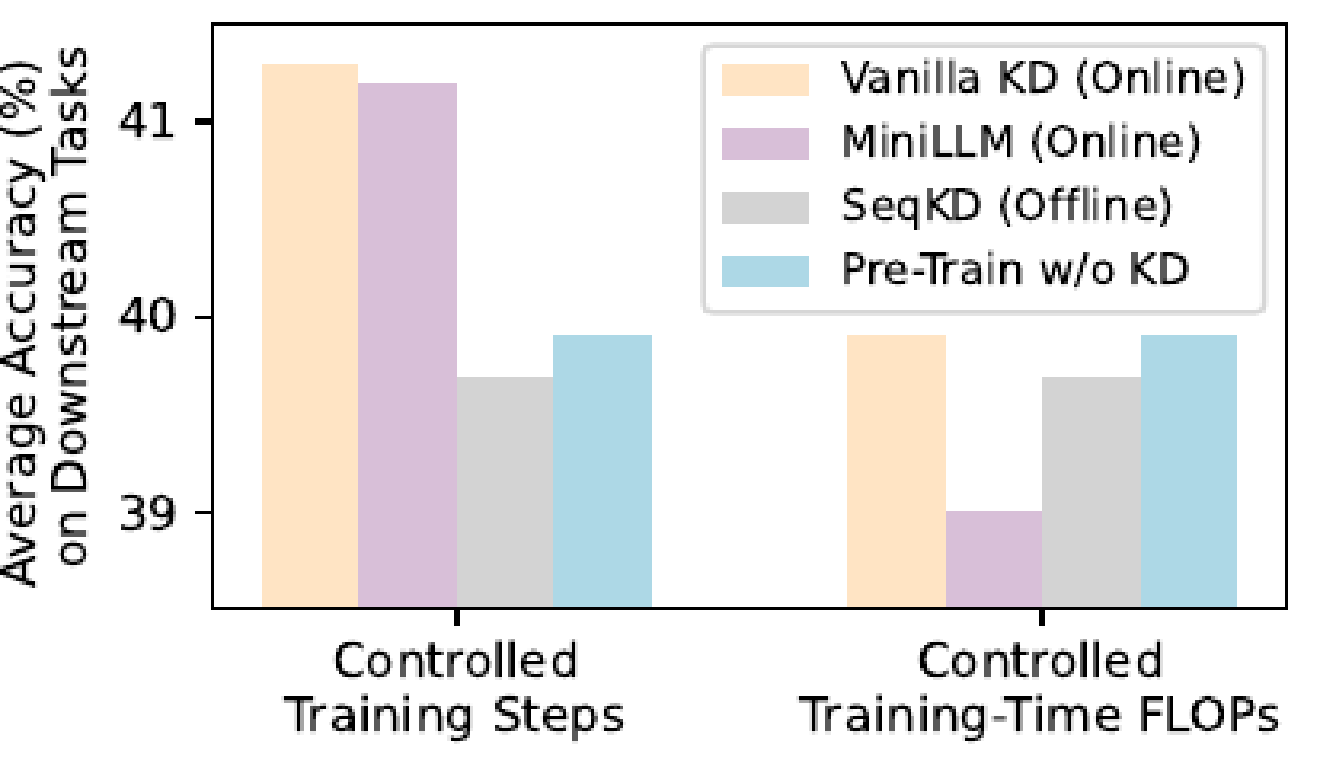 Average Accuracy (%)
on Downstream Tasks
41
40
39
Vanilla KD (Online)
MiniLLM (Online)
SeqKD (Offline)
Pre-Train w/o KD
Controlled
Training Steps
Controlled
Training-Time FLOPs